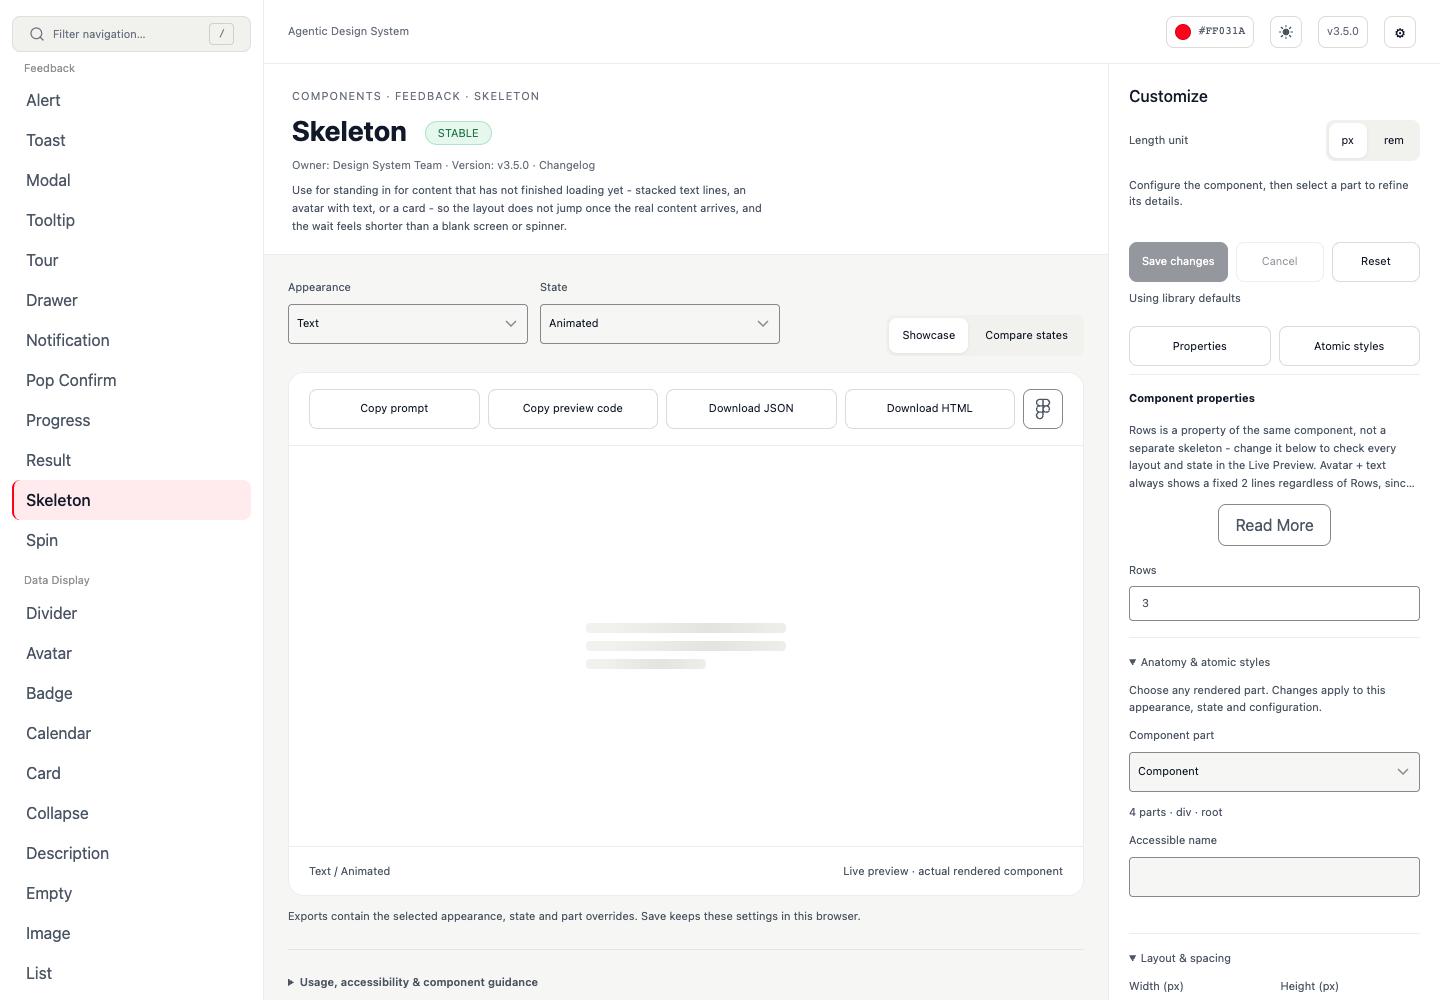 Filter navigation...
/
Feedback
Alert
Toast
Modal
Tooltip
Tour
Drawer
Notification
Pop Confirm
Progress
Result
Skeleton
Spin
Data Display
Divider
Avatar
Badge
Calendar
Card
Collapse
Description
Empty
Image
List
Agentic Design System
#FF031A
v3.5.0
COMPONENTS · FEEDBACK · SKELETON
Skeleton
STABLE
Owner: Design System Team · Version: v3.5.0 · Changelog
Use for standing in for content that has not finished loading yet - stacked text lines, an
avatar with text, or a card - so the layout does not jump once the real content arrives, and
the wait feels shorter than a blank screen or spinner.
Appearance
Text
State
Animated
Showcase
Compare states
Copy prompt
Copy preview code
Download JSON
Download HTML
Text / Animated
Live preview · actual rendered component
Exports contain the selected appearance, state and part overrides. Save keeps these settings in this browser.
Usage, accessibility & component guidance
Customize
Length unit
px
rem
Configure the component, then select a part to refine
its details.
Save changes
Cancel
Reset
Using library defaults
Properties
Atomic styles
Component properties
Rows is a property of the same component, not a
separate skeleton - change it below to check every
layout and state in the Live Preview. Avatar + text
always shows a fixed 2 lines regardless of Rows, sinc...
Read More
Rows
3
Anatomy & atomic styles
Choose any rendered part. Changes apply to this
appearance, state and configuration.
Component part
Component
4 parts · div · root
Accessible name
Layout & spacing
Width (px)
Height (px)